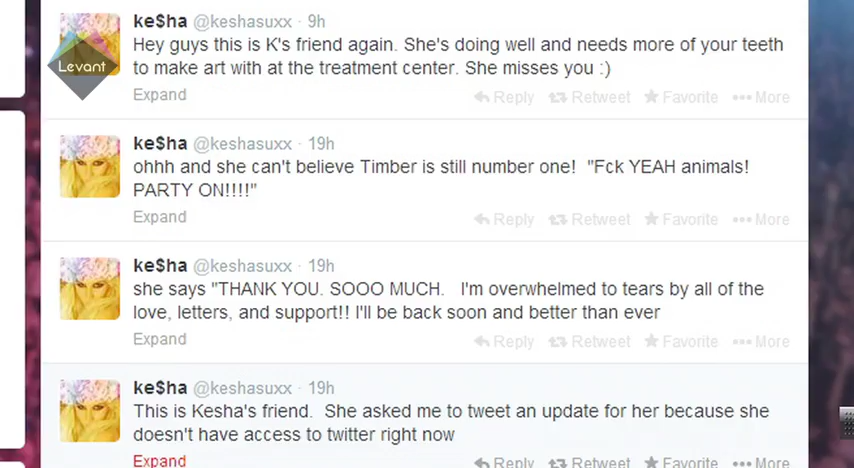 ke$ha @keshasuxx · 9h
Hey guys this is K's friend again. She's doing well and needs more of your teeth
to make art with at the treatment center. She misses you :)
Levant
Expand
Reply Retweet Favorite More
ke$ha @keshasuxx · 19h
ohhh and she can't believe Timber is still number one! "Fck YEAH animals!
PARTY ON!!!!"
Expand
Reply Retweet Favorite More
ke$ha @keshasuxx · 19h
she says "THANK YOU. SOOO MUCH. I'm overwhelmed to tears by all of the
love, letters, and support!! I'll be back soon and better than ever
Expand
Reply Retweet Favorite More
ke$ha @keshasuxx · 19h
This is Kesha's friend. She asked me to tweet an update for her because she
doesn't have access to twitter right now
Expand
Reply Retweet Favorite More